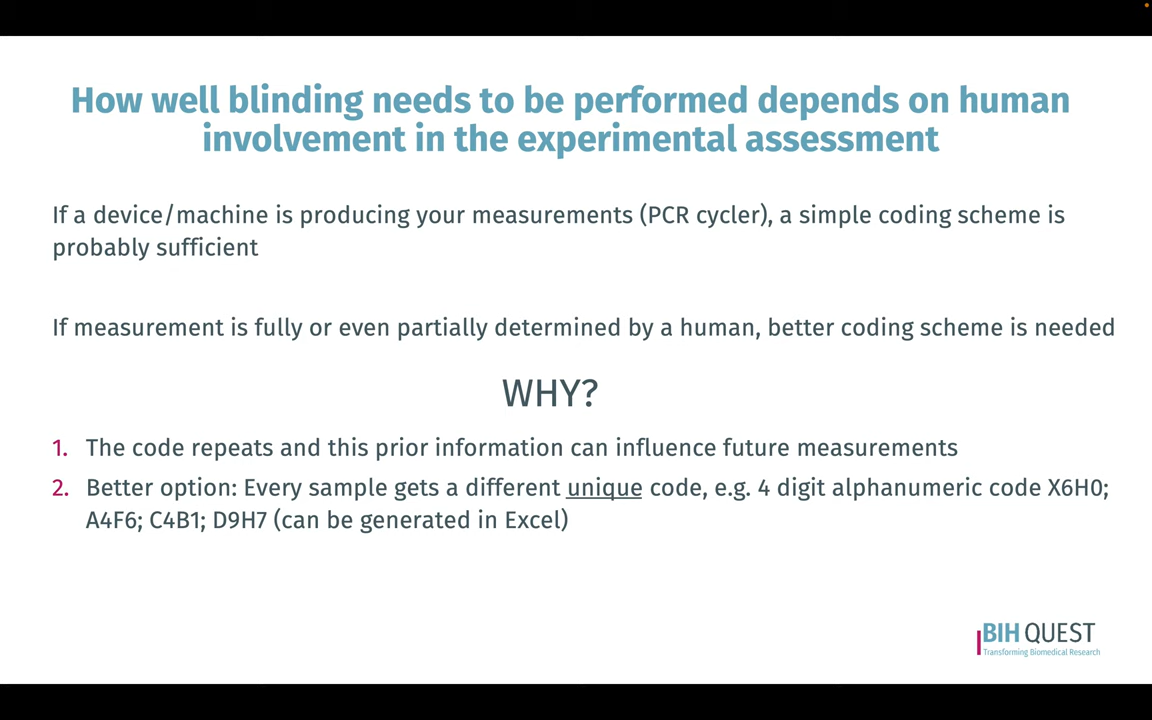 How well blinding needs to be performed depends on human
involvement in the experimental assessment
If a device/machine is producing your measurements (PCR cycler), a simple coding scheme is
probably sufficient
If measurement is fully or even partially determined by a human, better coding scheme is needed
WHY?
1. The code repeats and this prior information can influence future measurements
2. Better option: Every sample gets a different unique code, e.g. 4 digit alphanumeric code X6H0;
A4F6; C4B1; D9H7 (can be generated in Excel)
BIH QUEST
Transforming Biomedical Research